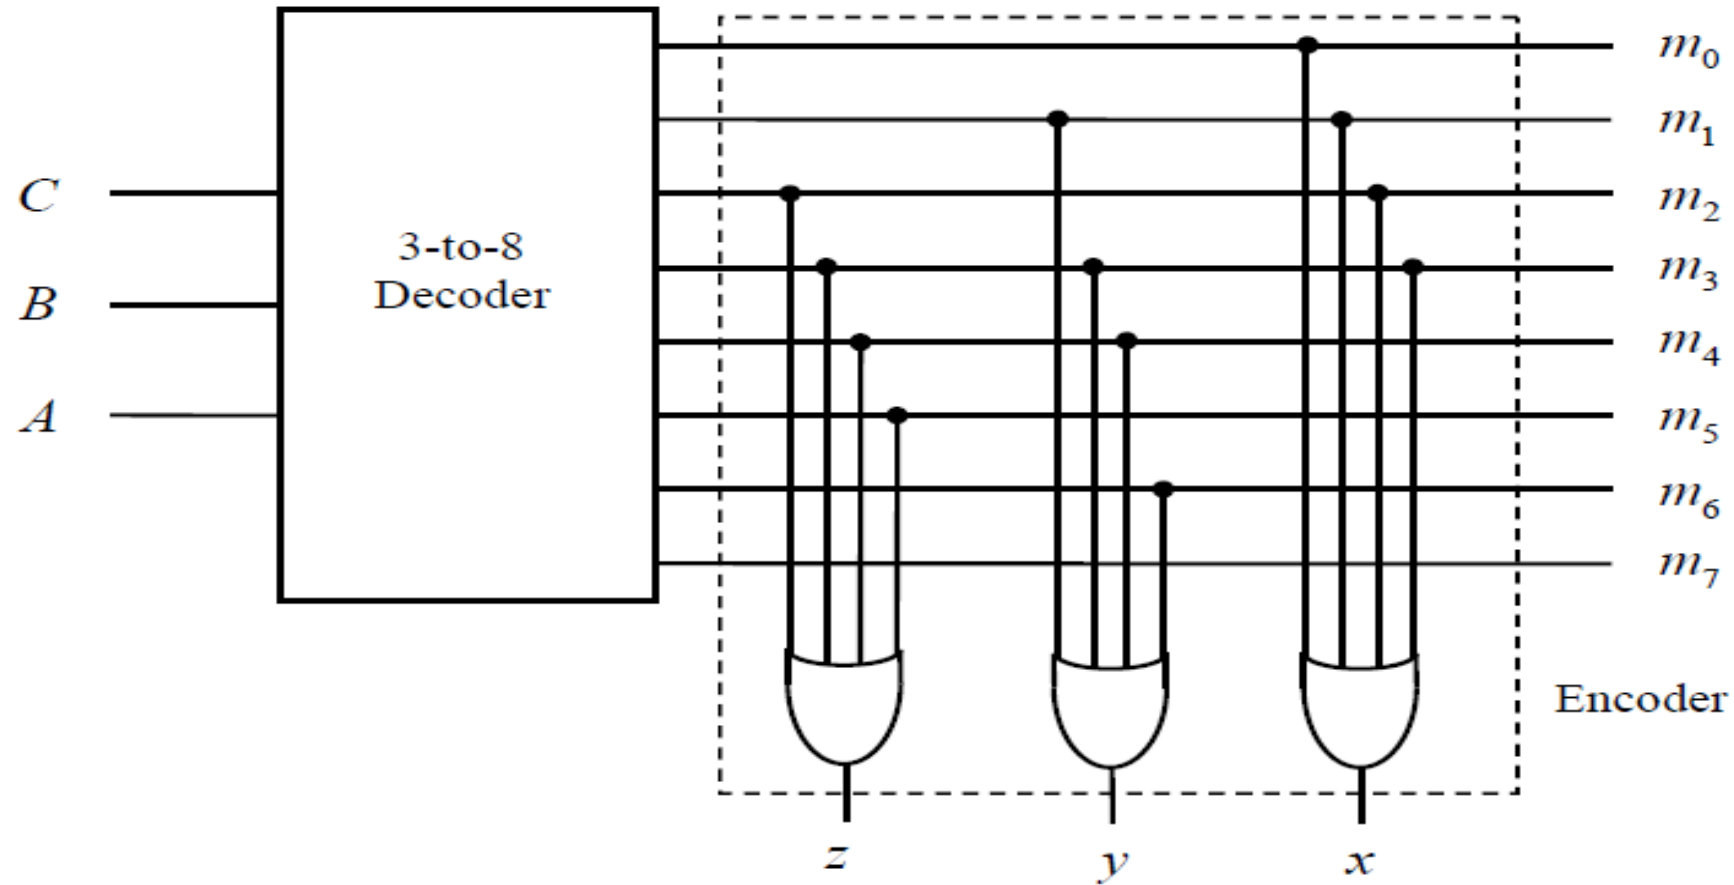 m₀
m₁
C
m₂
3-to-8
Decoder
m₃
B
m₄
A
m₅
m₆
m₇
Encoder
z
y
x